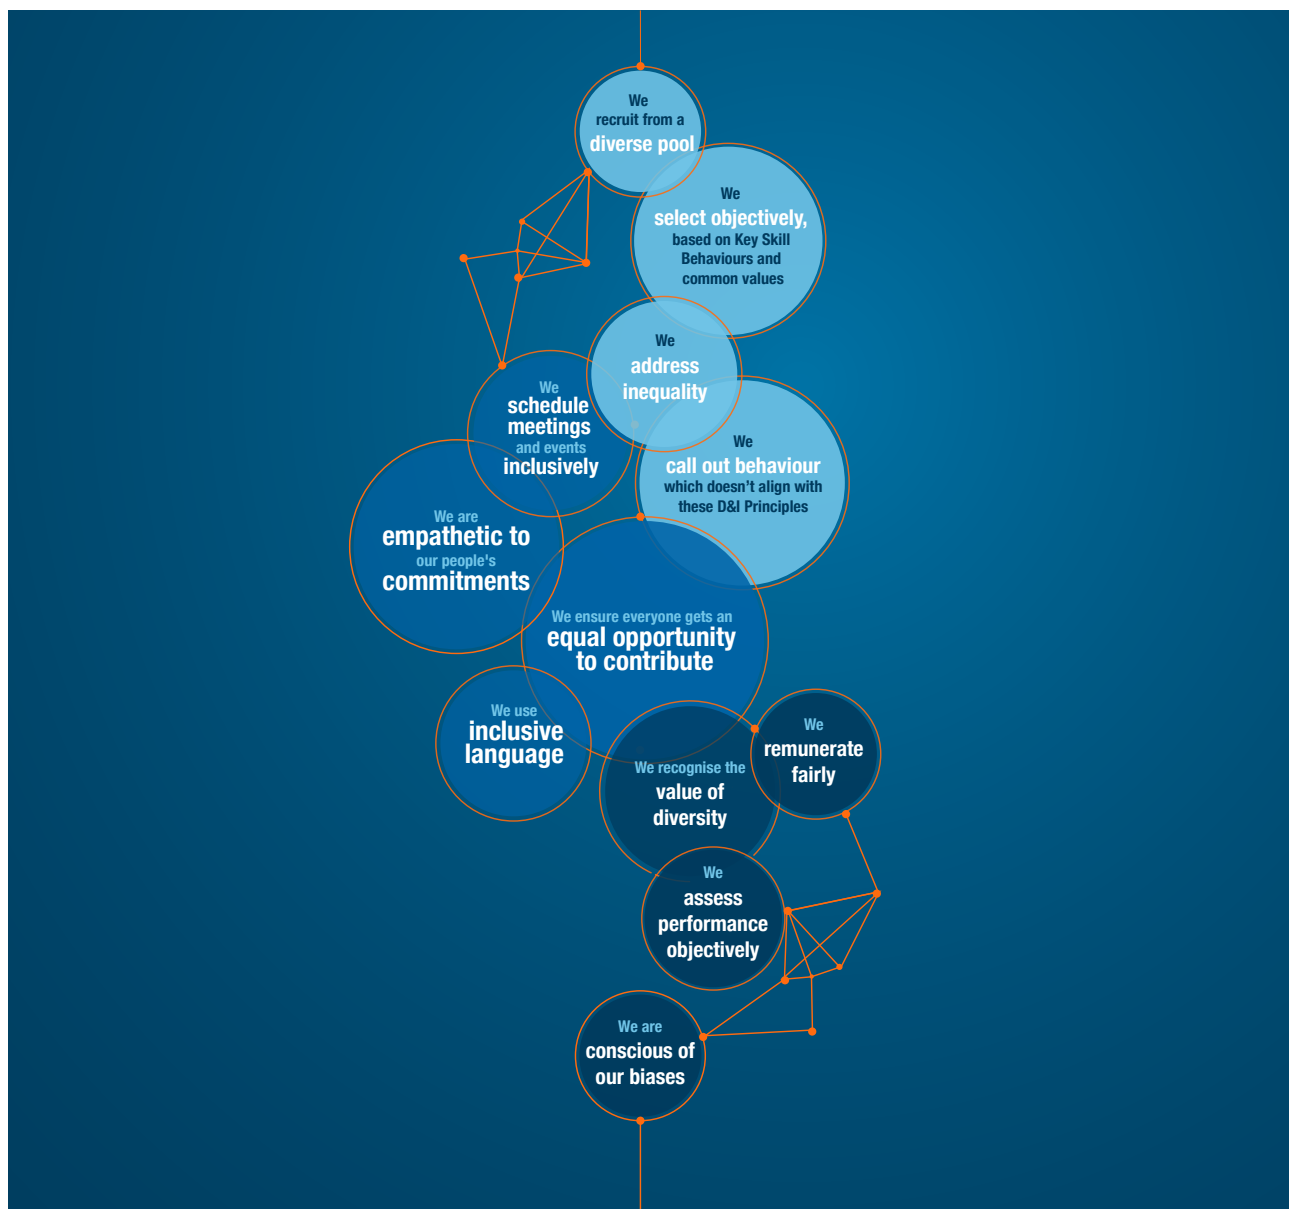 We
recruit from a
diverse pool
We
select objectively,
based on Key Skill
Behaviours and
common values
We
address
inequality
We
schedule
meetings
and events
inclusively
We
call out behaviour
which doesn't align with
these D&I Principles
We are
empathetic to
our people's
commitments
We ensure everyone gets an
equal opportunity
to contribute
We use
inclusive
language
We
remunerate
fairly
We recognise the
value of
diversity
We
assess
performance
objectively
We are
conscious of
our biases